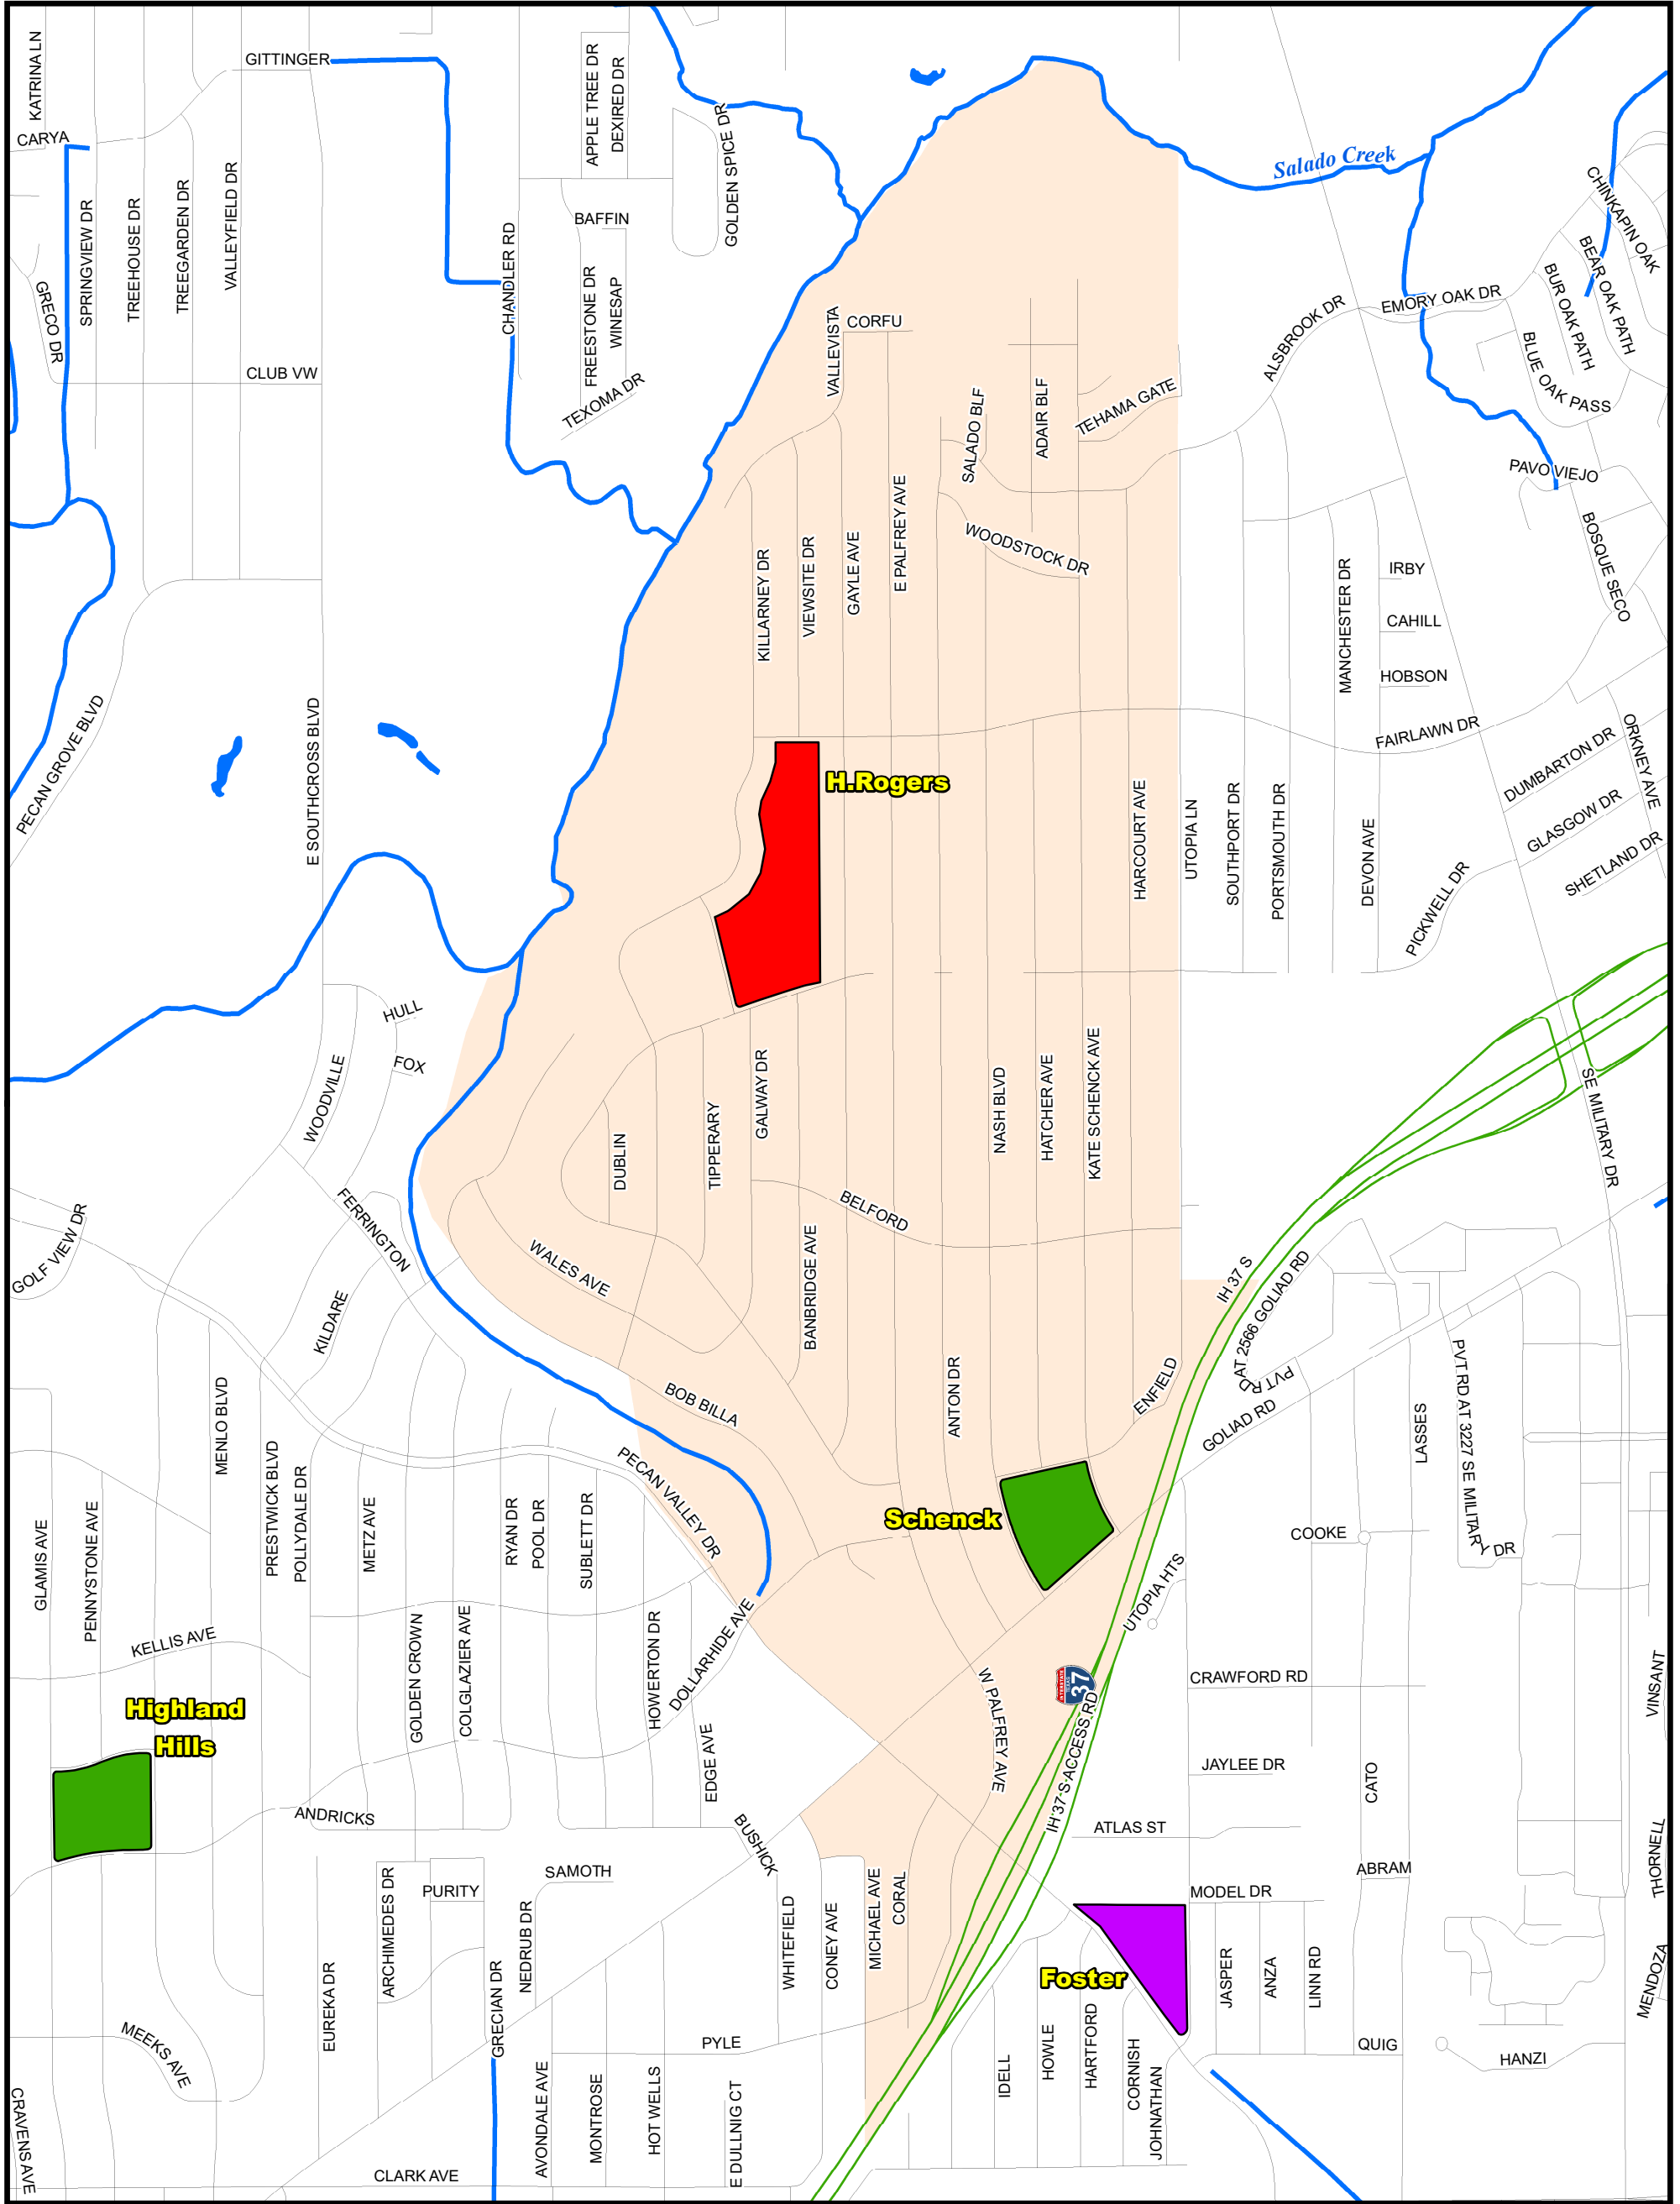 KATRINA LN
GITTINGER
CARYA
APPLE TREE DR
DEXIRED DR
GOLDEN SPICE DR
Salado Creek
CHINKAPIN OAK
SPRINGVIEW DR
TREEHOUSE DR
TREEGARDEN DR
VALLEYFIELD DR
BAFFIN
CHANDLER RD
FREESTONE DR
WINESAP
GRECO DR
CLUB VW
TEXOMA DR
VALLEVISTA
CORFU
SALADO BLF
ADAIR BLF
TEHAMA GATE
ALSBROOK DR
EMORY OAK DR
BEAR OAK PATH
BUR OAK PATH
BLUE OAK PASS
PAVO VIEJO
BOSQUE SECO
KILLARNEY DR
VIEWSITE DR
GAYLE AVE
E PALFREY AVE
WOODSTOCK DR
MANCHESTER DR
IRBY
CAHILL
HOBSON
PECAN GROVE BLVD
E SOUTHCROSS BLVD
FAIRLAWN DR
ORKNEY AVE
DUMBARTON DR
GLASGOW DR
SHETLAND DR
H.Rogers
HARCOURT AVE
UTOPIA LN
SOUTHPORT DR
PORTSMOUTH DR
DEVON AVE
PICKWELL DR
HULL
FOX
WOODVILLE
DUBLIN
TIPPERARY
GALWAY DR
NASH BLVD
HATCHER AVE
KATE SCHENCK AVE
SE MILITARY DR
FERRINGTON
GOLF VIEW DR
KILDARE
WALES AVE
BELFORD
BANBRIDGE AVE
IH 37 S
PVT RD AT 2566 GOLIAD RD
GOLIAD RD
BOB BILLA
ANTON DR
ENFIELD
LASSES
PVT RD AT 3227 SE MILITARY DR
MENLO BLVD
PRESTWICK BLVD
POLLYDALE DR
METZ AVE
RYAN DR
POOL DR
SUBLETT DR
PECAN VALLEY DR
GLAMIS AVE
PENNYSTONE AVE
Schenck
COOKE
UTOPIA HTS
KELLIS AVE
GOLDEN CROWN
COLGLAZIER AVE
HOWERTON DR
DOLLARHIDE AVE
EDGE AVE
W PALFREY AVE
37
IH 37 S ACCESS RD
CRAWFORD RD
VINSANT
Highland
Hills
JAYLEE DR
CATO
ANDRICKS
BUSHICK
ATLAS ST
THORNELL
ARCHIMEDES DR
PURITY
SAMOTH
MICHAEL AVE
CORAL
MODEL DR
ABRAM
EUREKA DR
GRECIAN DR
NEDRUB DR
WHITEFIELD
CONEY AVE
Foster
JASPER
ANZA
LINN RD
MENDOZA
MEEKS AVE
PYLE
QUIG
HANZI
CRAVENS AVE
AVONDALE AVE
MONTROSE
HOT WELLS
E DULLNIG CT
IDELL
HOWLE
HARTFORD
CORNISH
JOHNATHAN
CLARK AVE